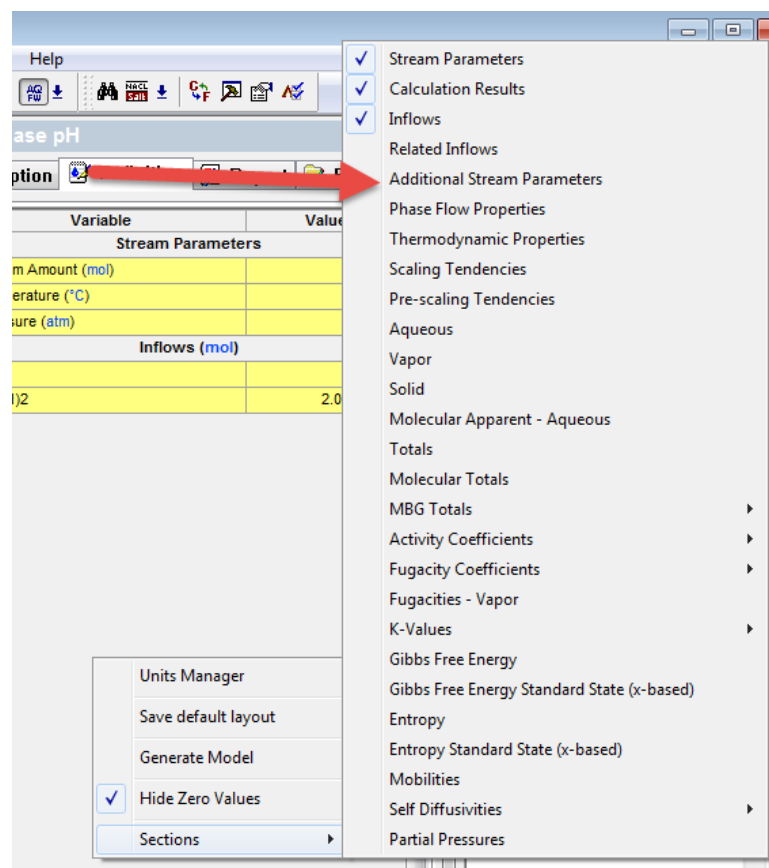 Help
AQ
FW
NACL
Salt
C
F
ase pH
ption
Variable
Value
Stream Parameters
m Amount (mol)
erature (°C)
sure (atm)
Inflows (mol)
)2
2.0
Units Manager
Save default layout
Generate Model
Hide Zero Values
Sections
Stream Parameters
Calculation Results
Inflows
Related Inflows
Additional Stream Parameters
Phase Flow Properties
Thermodynamic Properties
Scaling Tendencies
Pre-scaling Tendencies
Aqueous
Vapor
Solid
Molecular Apparent - Aqueous
Totals
Molecular Totals
MBG Totals
Activity Coefficients
Fugacity Coefficients
Fugacities - Vapor
K-Values
Gibbs Free Energy
Gibbs Free Energy Standard State (x-based)
Entropy
Entropy Standard State (x-based)
Mobilities
Self Diffusivities
Partial Pressures